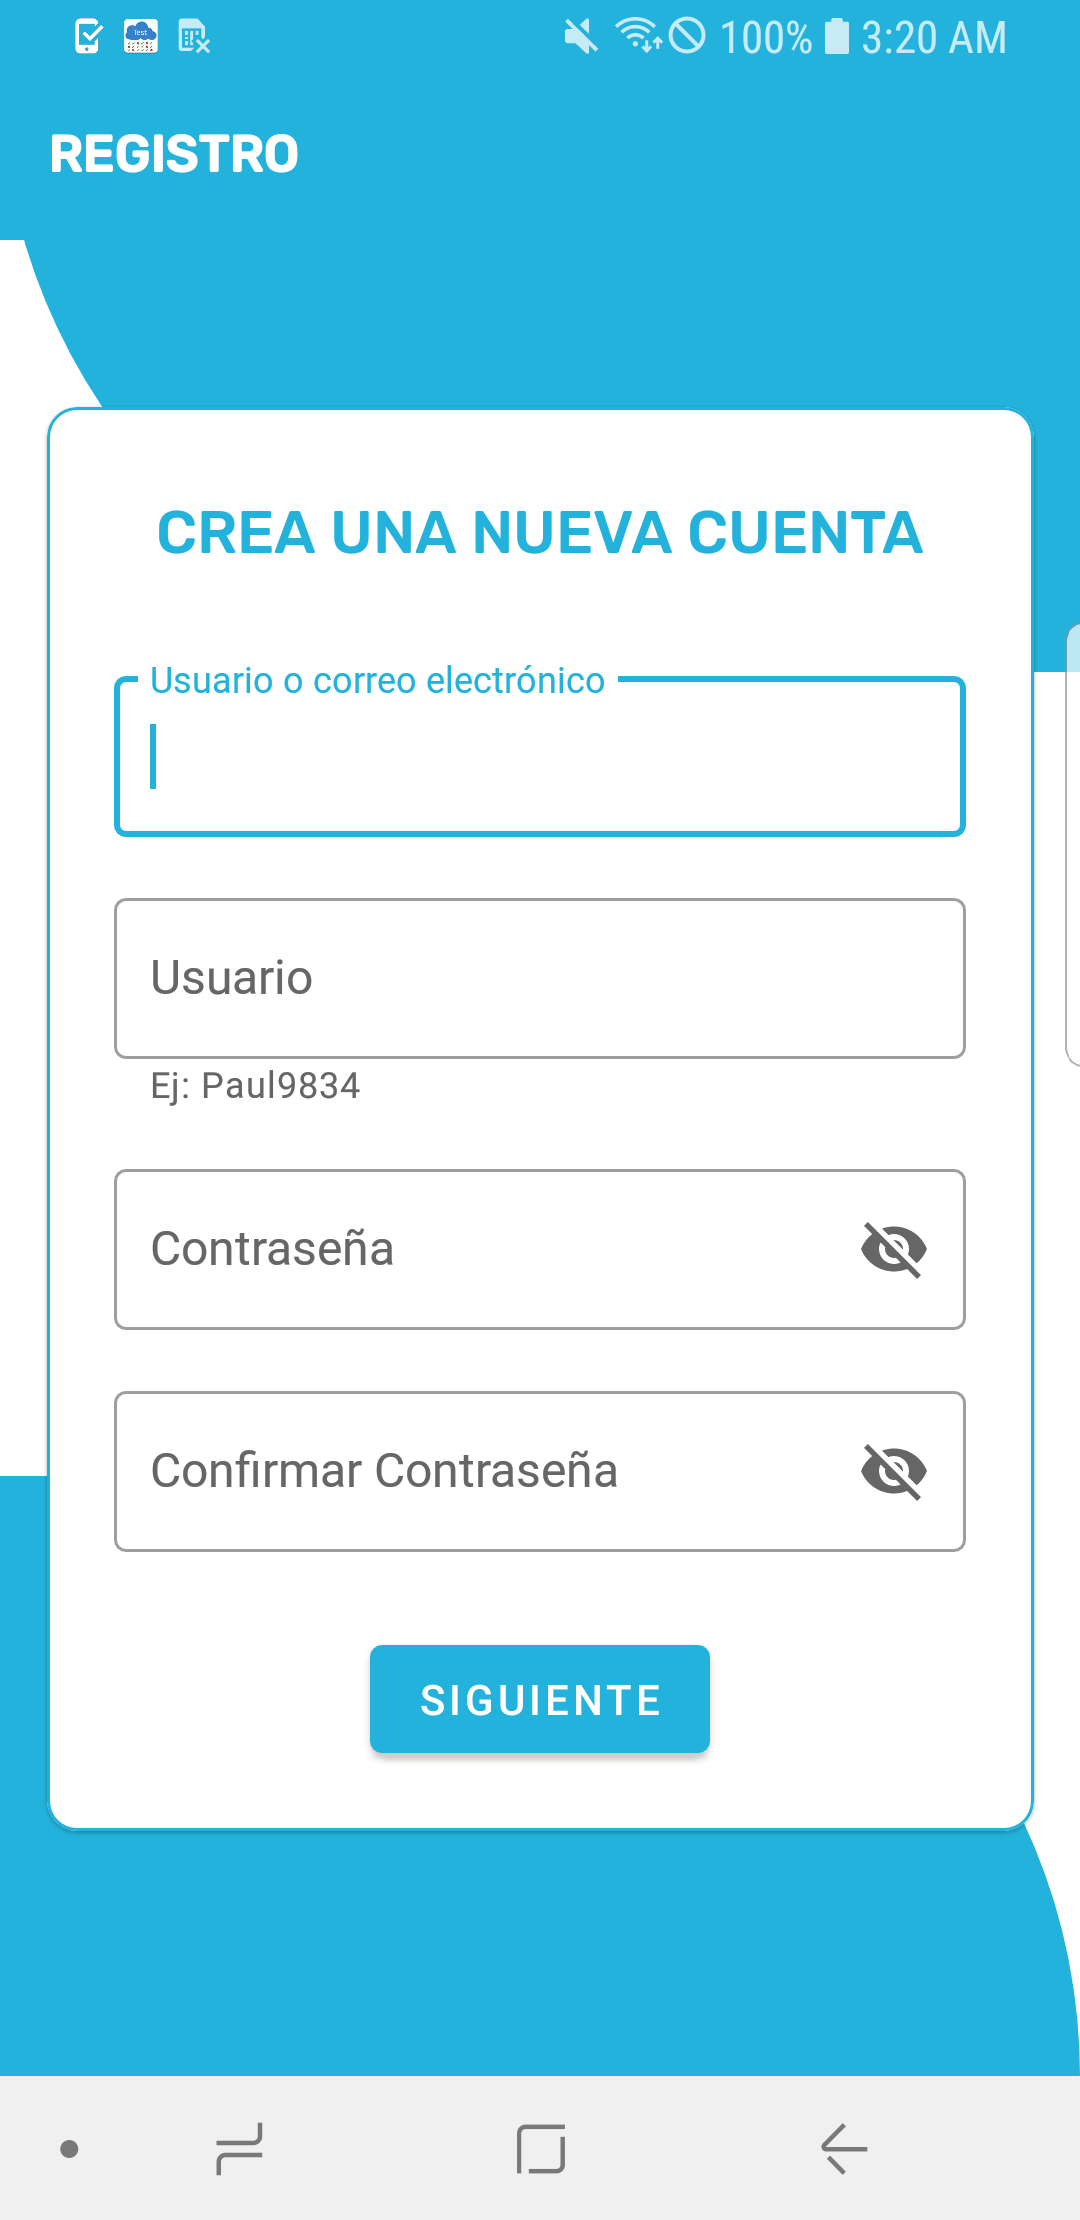 Test
100% 3:20 AM
REGISTRO
CREA UNA NUEVA CUENTA
Usuario o correo electrónico
Usuario
Ej: Paul9834
Contraseña
Confirmar Contraseña
SIGUIENTE